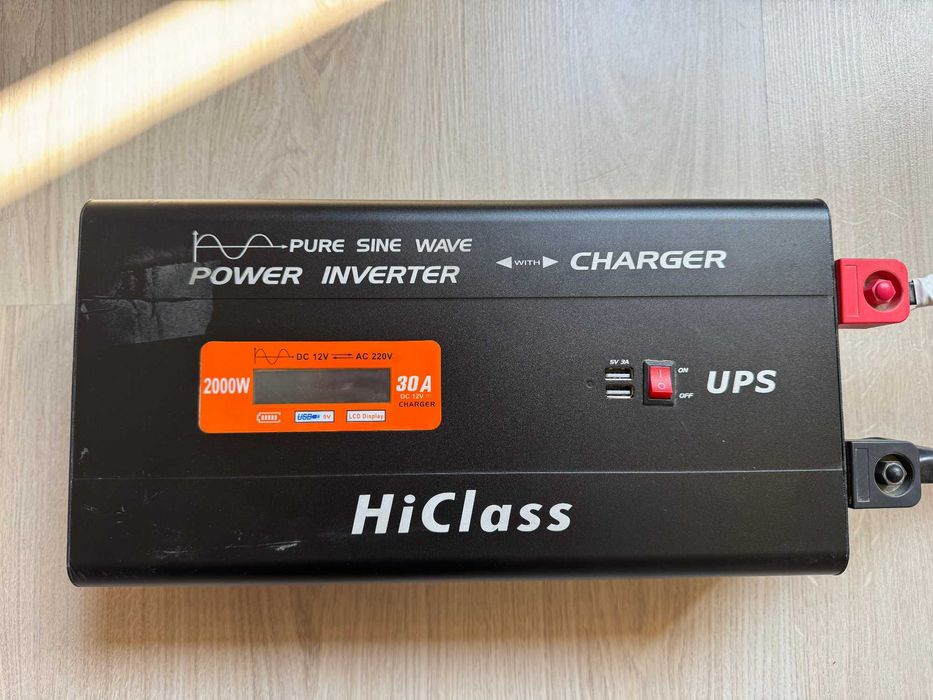 PURE SINE WAVE
POWER INVERTER
WITH
CHARGER
DC 12V AC 220V
2000W
30 A
DC 12V
CHARGER
USB 5V
LCD Display
5V 3A
I
O
ON
OFF
UPS
HiClass